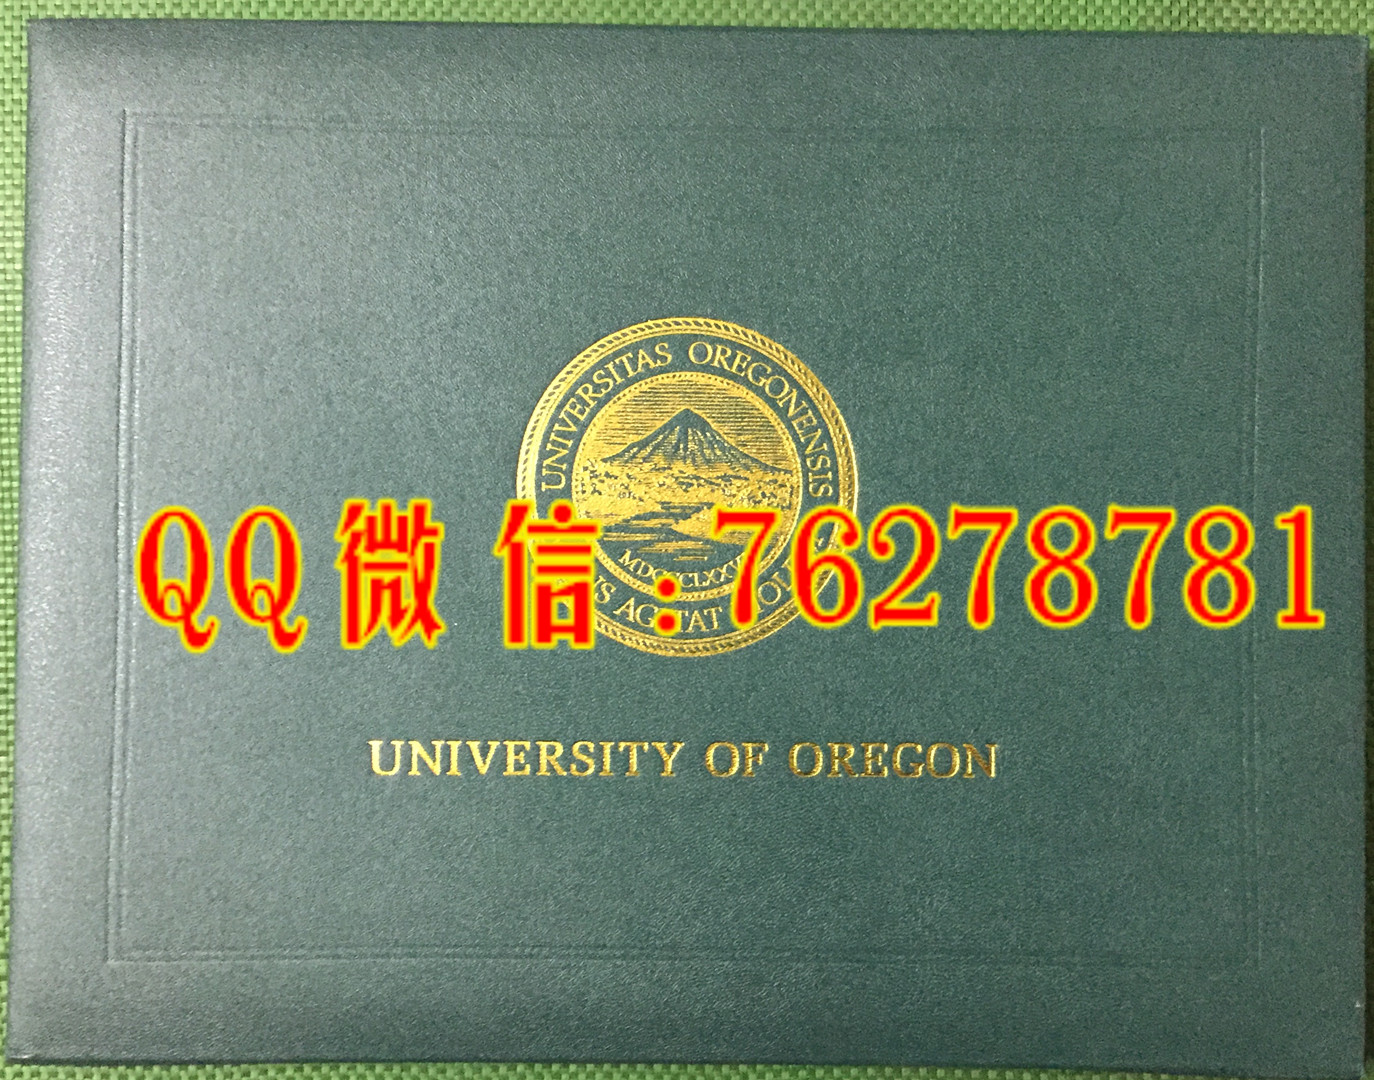 UNIVERSITAS OREGONENSIS
QQ微信:76278781
UNIVERSITY OF OREGON